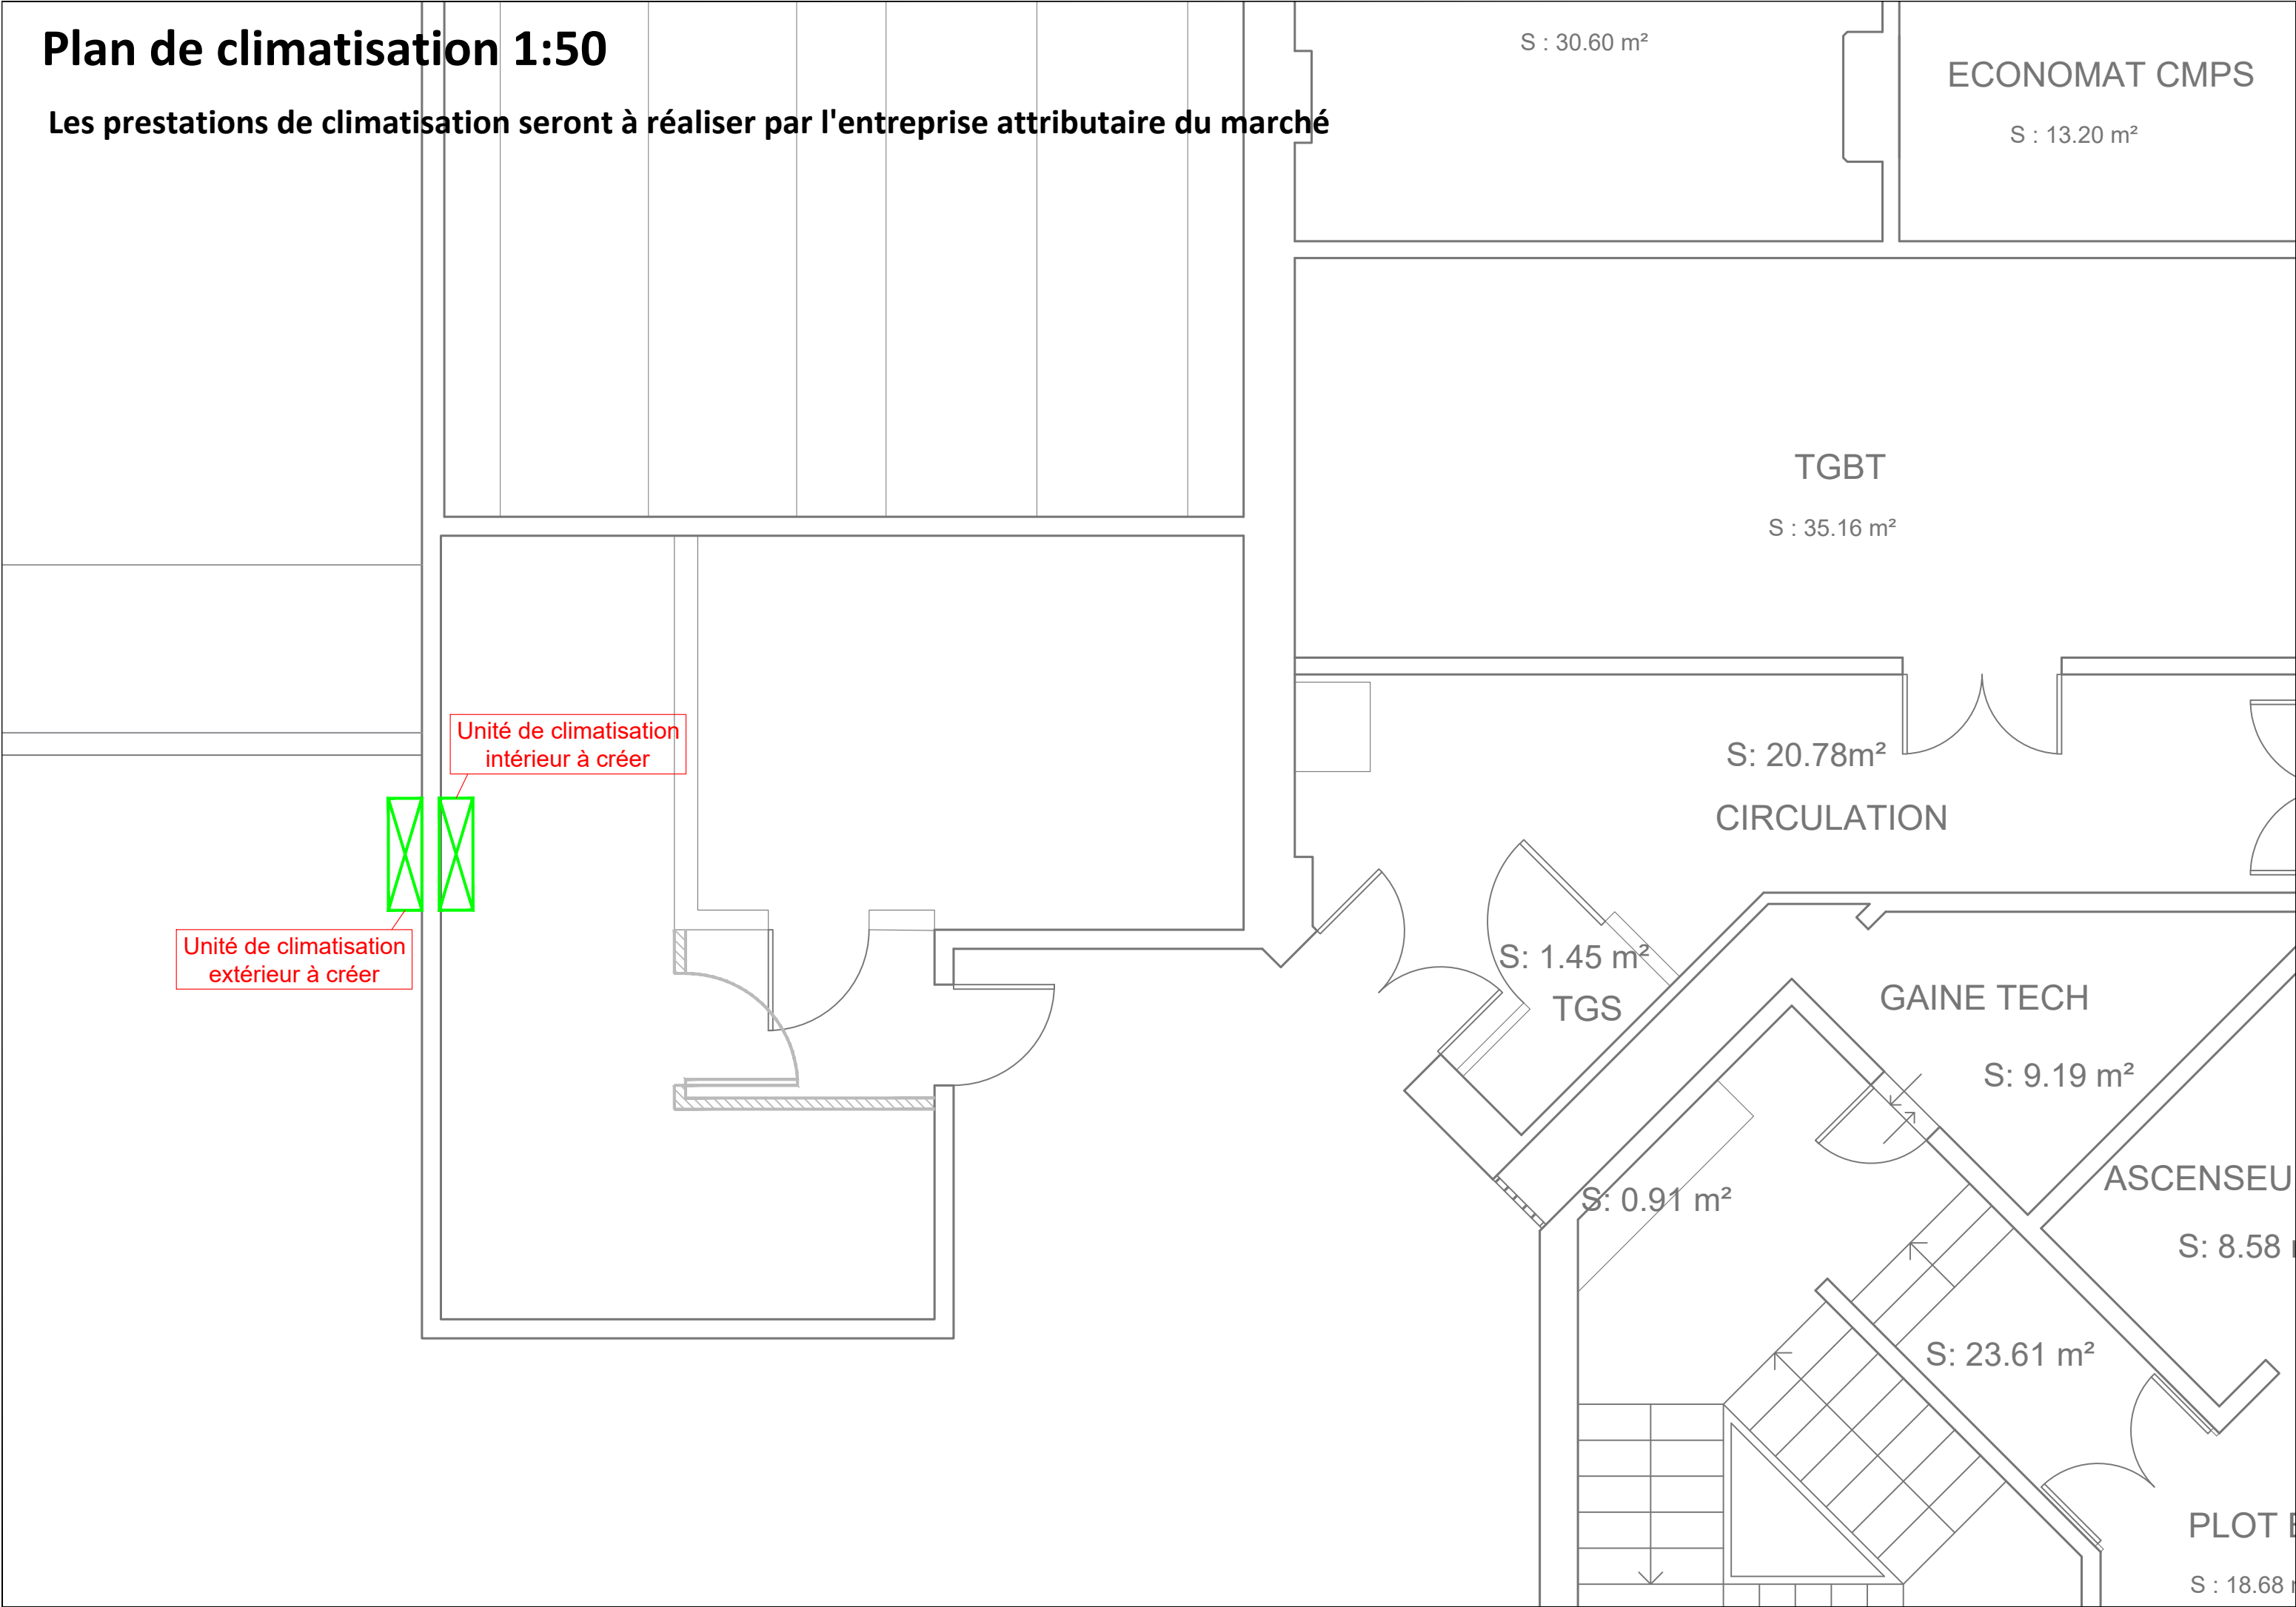 Plan de climatisation 1:50
Les prestations de climatisation seront à réaliser par l'entreprise attributaire du marché
S : 30.60 m²
ECONOMAT CMPS
S : 13.20 m²
TGBT
S : 35.16 m²
Unité de climatisation
intérieur à créer
S: 20.78m²
CIRCULATION
Unité de climatisation
extérieur à créer
S: 1.45 m²
TGS
GAINE TECH
S: 9.19 m²
ASCENSEU
S: 0.91 m²
S: 8.58
S: 23.61 m²
PLOT
S : 18.68